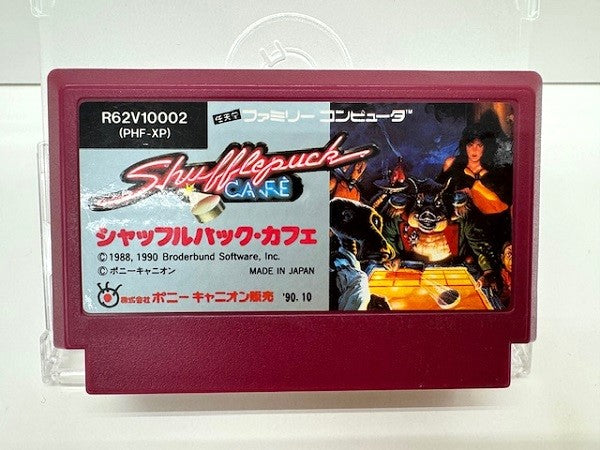 R62V10002
(PHF-XP)
任天堂 ファミリー コンピュータ™
Shufflepuck
CAFÈ
シャッフルパック・カフェ
©1988, 1990 Broderbund Software, Inc.
©ポニーキャニオン
MADE IN JAPAN
株式会社 ポニーキャニオン販売 '90.10